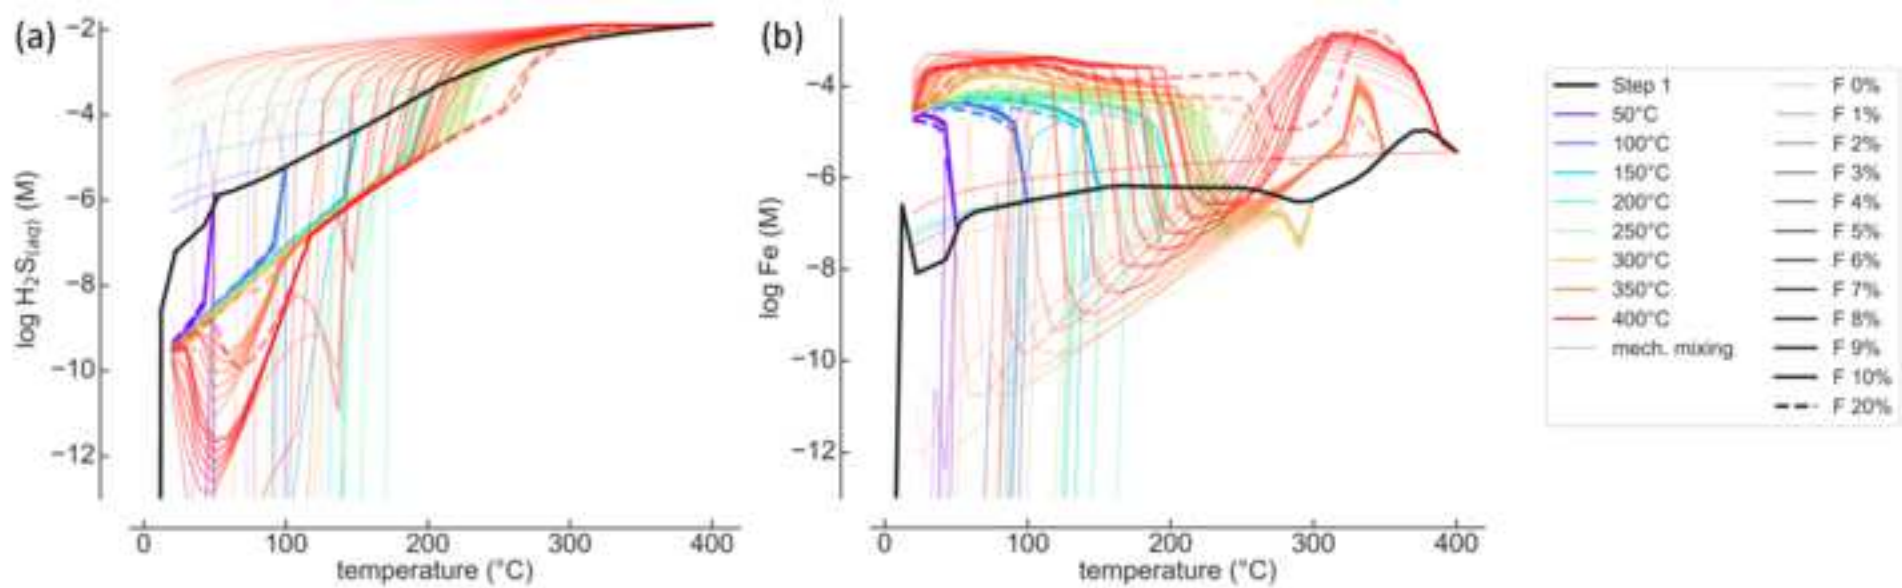 (a)
log H₂S(aq) (M)
−2
−4
−6
−8
−10
−12
0 100 200 300 400
temperature (°C)
(b)
log Fe (M)
−4
−6
−8
−10
−12
0 100 200 300 400
temperature (°C)
Step 1 F 0%
50°C F 1%
100°C F 2%
150°C F 3%
200°C F 4%
250°C F 5%
300°C F 6%
350°C F 7%
400°C F 8%
mech. mixing F 9%
F 10%
F 20%